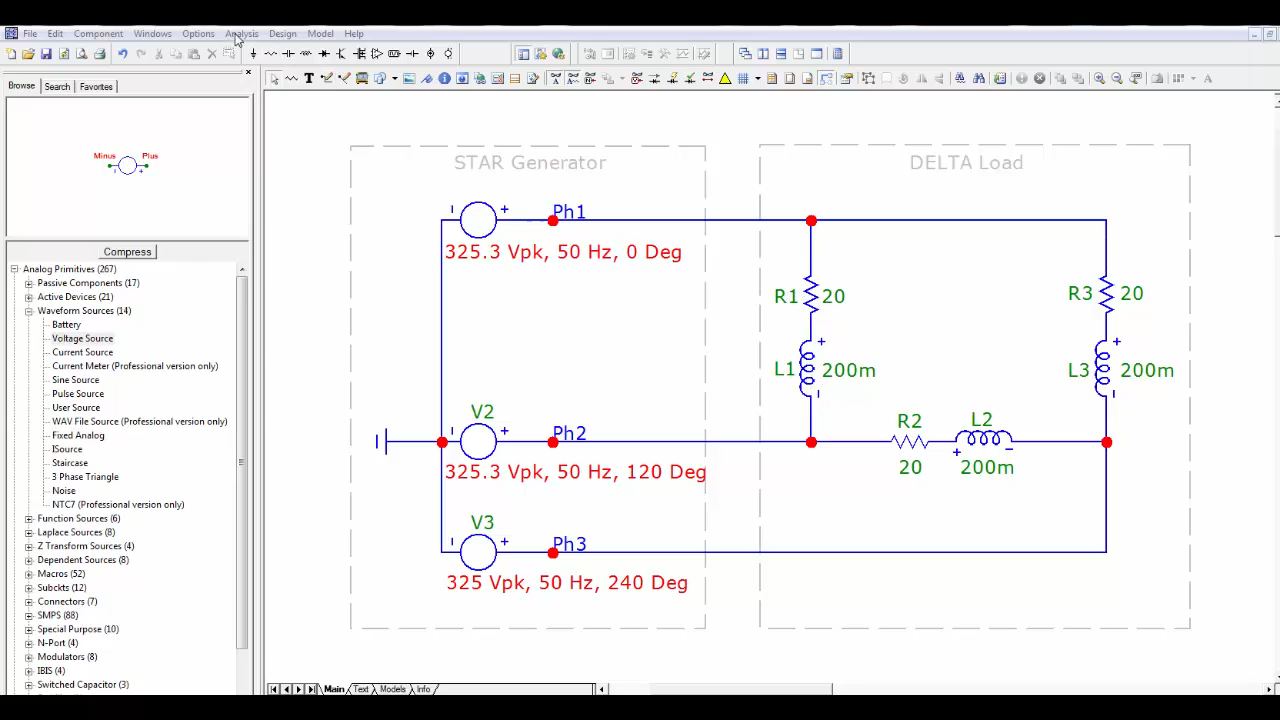 File Edit Component Windows Options Analysis Design Model Help
Browse Search Favorites
Minus Plus
Compress
Analog Primitives (267)
Passive Components (17)
Active Devices (21)
Waveform Sources (14)
Battery
Voltage Source
Current Source
Current Meter (Professional version only)
Sine Source
Pulse Source
User Source
WAV File Source (Professional version only)
Fixed Analog
ISource
Staircase
3 Phase Triangle
Noise
NTC7 (Professional version only)
Function Sources (6)
Laplace Sources (8)
Z Transform Sources (4)
Dependent Sources (8)
Macros (52)
Subckts (12)
Connectors (7)
SMPS (88)
Special Purpose (10)
N-Port (4)
Modulators (8)
IBIS (4)
Switched Capacitor (3)
STAR Generator
DELTA Load
Ph1
325.3 Vpk, 50 Hz, 0 Deg
V2
Ph2
325.3 Vpk, 50 Hz, 120 Deg
V3
Ph3
325 Vpk, 50 Hz, 240 Deg
R1 20
L1 200m
R2
20
L2
200m
R3 20
L3 200m
Main Text Models Info